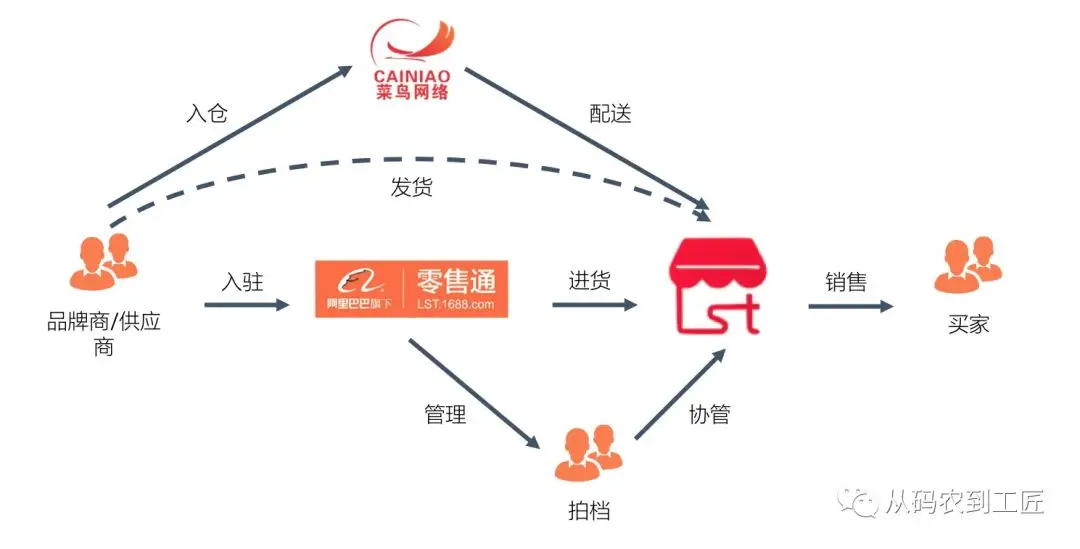 CAINIAO
菜鸟网络
入仓
配送
发货
品牌商/供应
商
入驻
阿里巴巴旗下
零售通
LST.1688.com
进货
Lst
销售
买家
管理
协管
拍档
从码农到工匠